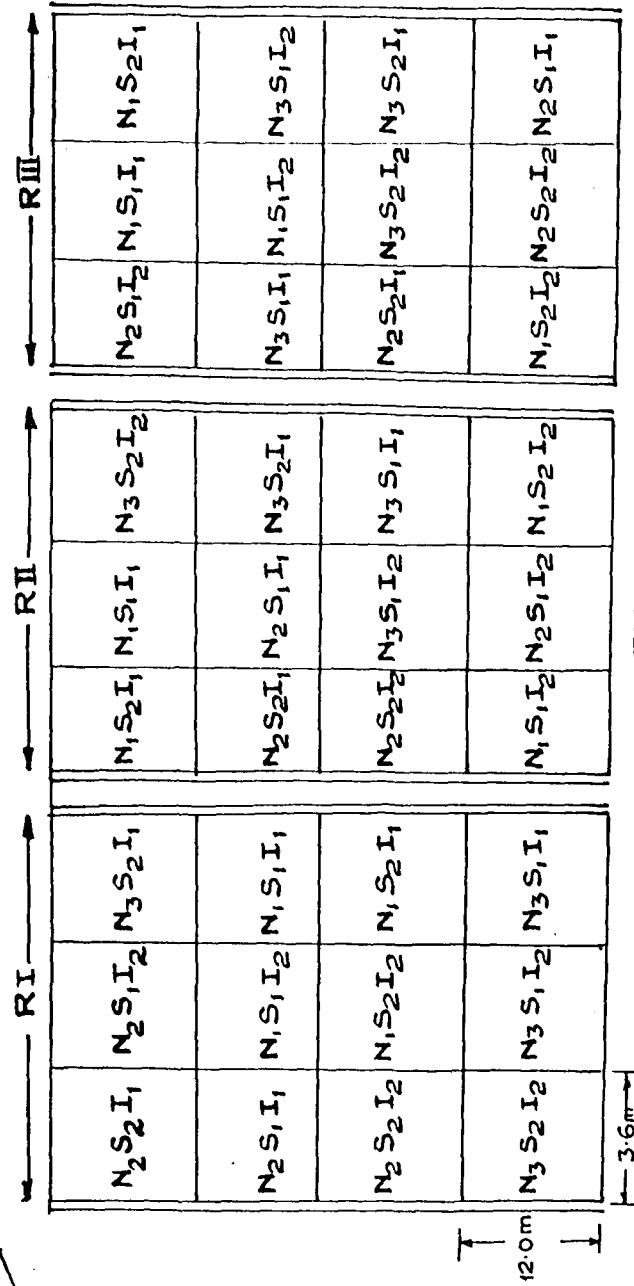 RI RII RIII
N₂S₂I₁ N₂S₁I₂ N₃S₂I₁ N₁S₂I₁ N₁S₁I₁ N₃S₂I₂ N₂S₁I₂ N₁S₁I₁ N₁S₂I₁
N₂S₁I₁ N₁S₁I₂ N₁S₁I₁ N₂S₂I₁ N₂S₁I₁ N₃S₂I₁ N₃S₁I₁ N₁S₁I₂ N₃S₁I₂
N₂S₂I₂ N₁S₂I₂ N₁S₂I₁ N₂S₂I₂ N₃S₁I₂ N₃S₁I₁ N₂S₂I₁ N₃S₂I₂ N₃S₂I₁
N₃S₂I₂ N₃S₁I₂ N₃S₁I₁ N₁S₁I₂ N₂S₁I₂ N₁S₂I₂ N₁S₂I₂ N₂S₂I₂ N₂S₁I₁
12.0m
3.6m